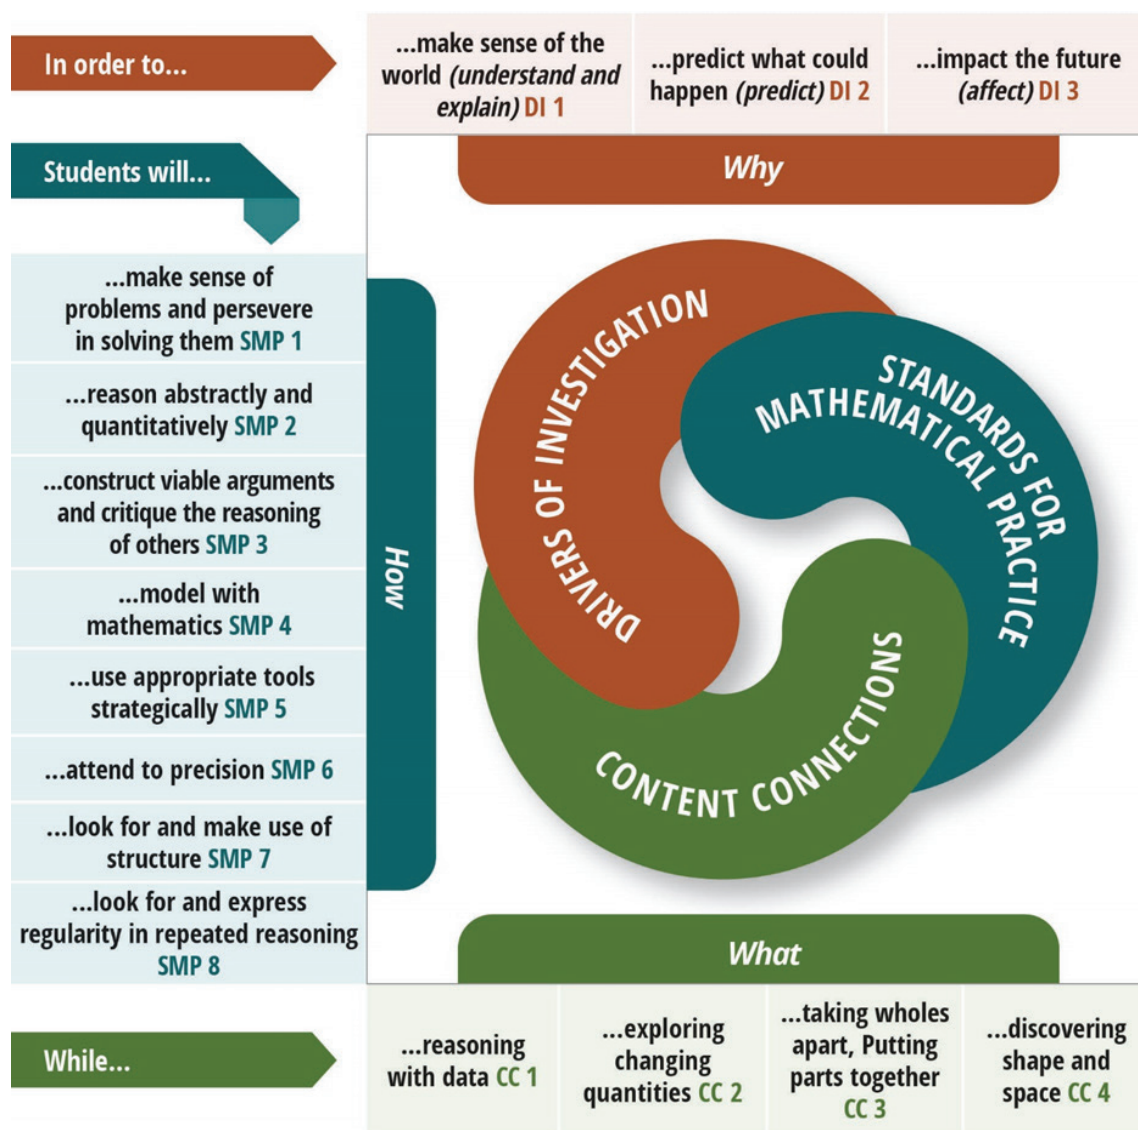 In order to...
...make sense of the
world (understand and
explain) DI 1
...predict what could
happen (predict) DI 2
...impact the future
(affect) DI 3
Students will...
Why
...make sense of
problems and persevere
in solving them SMP 1
...reason abstractly and
quantitatively SMP 2
...construct viable arguments
and critique the reasoning
of others SMP 3
...model with
mathematics SMP 4
...use appropriate tools
strategically SMP 5
...attend to precision SMP 6
...look for and make use of
structure SMP 7
...look for and express
regularity in repeated reasoning
SMP 8
How
DRIVERS OF INVESTIGATION
STANDARDS FOR
MATHEMATICAL PRACTICE
CONTENT CONNECTIONS
What
While...
...reasoning
with data CC 1
...exploring
changing
quantities CC 2
...taking wholes
apart, Putting
parts together
CC 3
...discovering
shape and
space CC 4